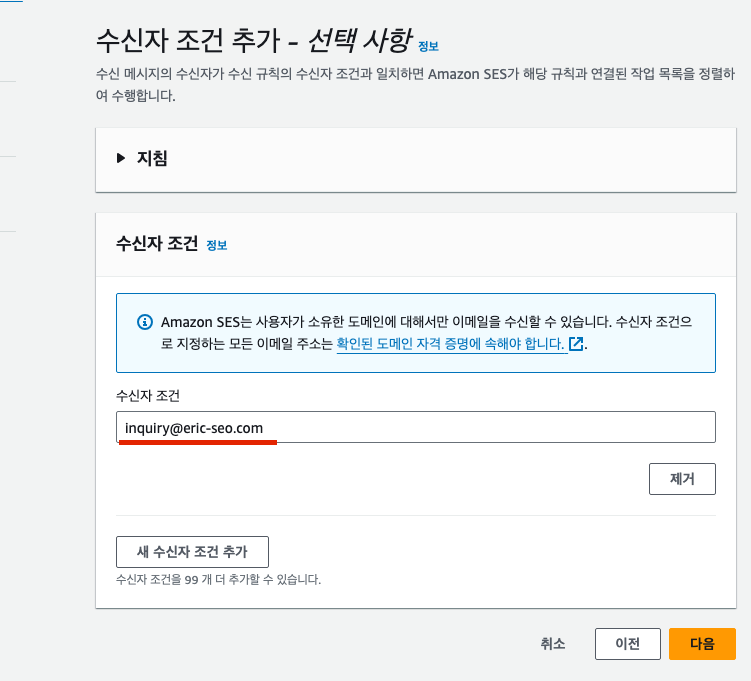 수신자 조건 추가 - 선택 사항 정보
수신 메시지의 수신자가 수신 규칙의 수신자 조건과 일치하면 Amazon SES가 해당 규칙과 연결된 작업 목록을 정렬하
여 수행합니다.
지침
수신자 조건 정보
Amazon SES는 사용자가 소유한 도메인에 대해서만 이메일을 수신할 수 있습니다. 수신자 조건으
로 지정하는 모든 이메일 주소는 확인된 도메인 자격 증명에 속해야 합니다.
수신자 조건
inquiry@eric-seo.com
제거
새 수신자 조건 추가
수신자 조건을 99 개 더 추가할 수 있습니다.
취소 이전 다음